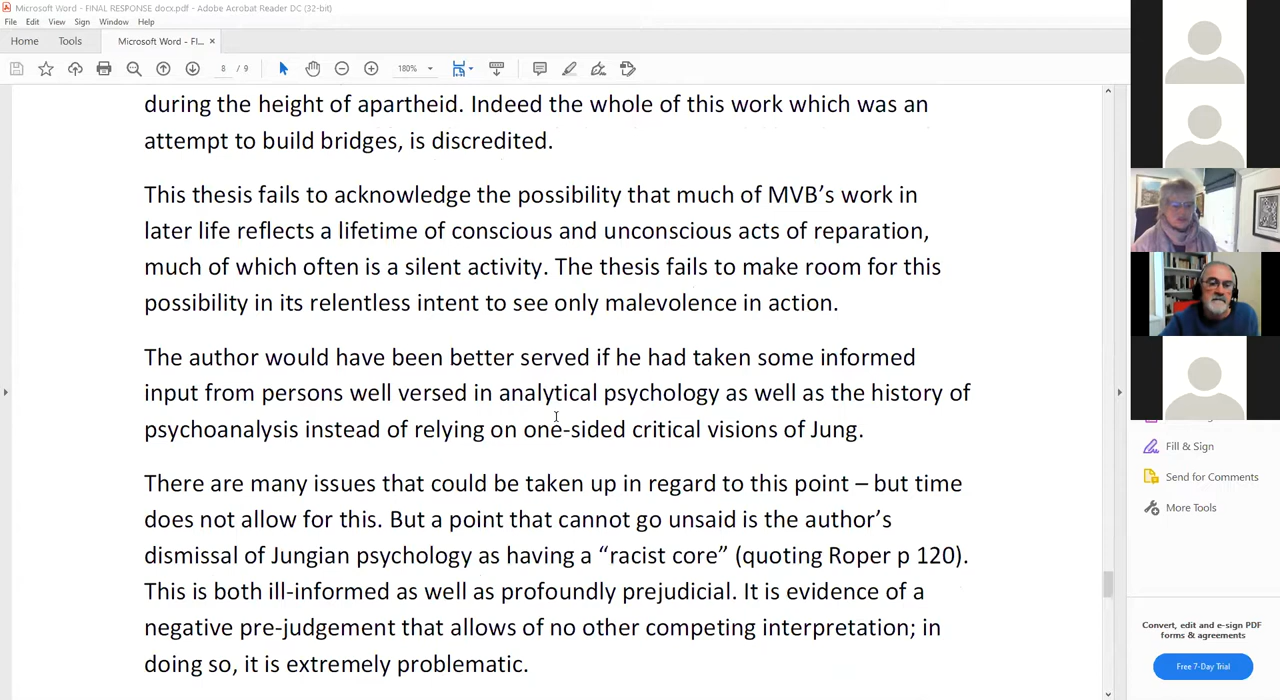 Microsoft Word - FINAL RESPONSE docx.pdf - Adobe Acrobat Reader DC (32-bit)
File Edit View Sign Window Help
Home Tools Microsoft Word - FI... ×
8 / 9 180%
during the height of apartheid. Indeed the whole of this work which was an
attempt to build bridges, is discredited.
This thesis fails to acknowledge the possibility that much of MVB’s work in
later life reflects a lifetime of conscious and unconscious acts of reparation,
much of which often is a silent activity. The thesis fails to make room for this
possibility in its relentless intent to see only malevolence in action.
The author would have been better served if he had taken some informed
input from persons well versed in analytical psychology as well as the history of
psychoanalysis instead of relying on one-sided critical visions of Jung.
There are many issues that could be taken up in regard to this point – but time
does not allow for this. But a point that cannot go unsaid is the author’s
dismissal of Jungian psychology as having a “racist core” (quoting Roper p 120).
This is both ill-informed as well as profoundly prejudicial. It is evidence of a
negative pre-judgement that allows of no other competing interpretation; in
doing so, it is extremely problematic.
Fill & Sign
Send for Comments
More Tools
Convert, edit and e-sign PDF
forms & agreements
Free 7-Day Trial